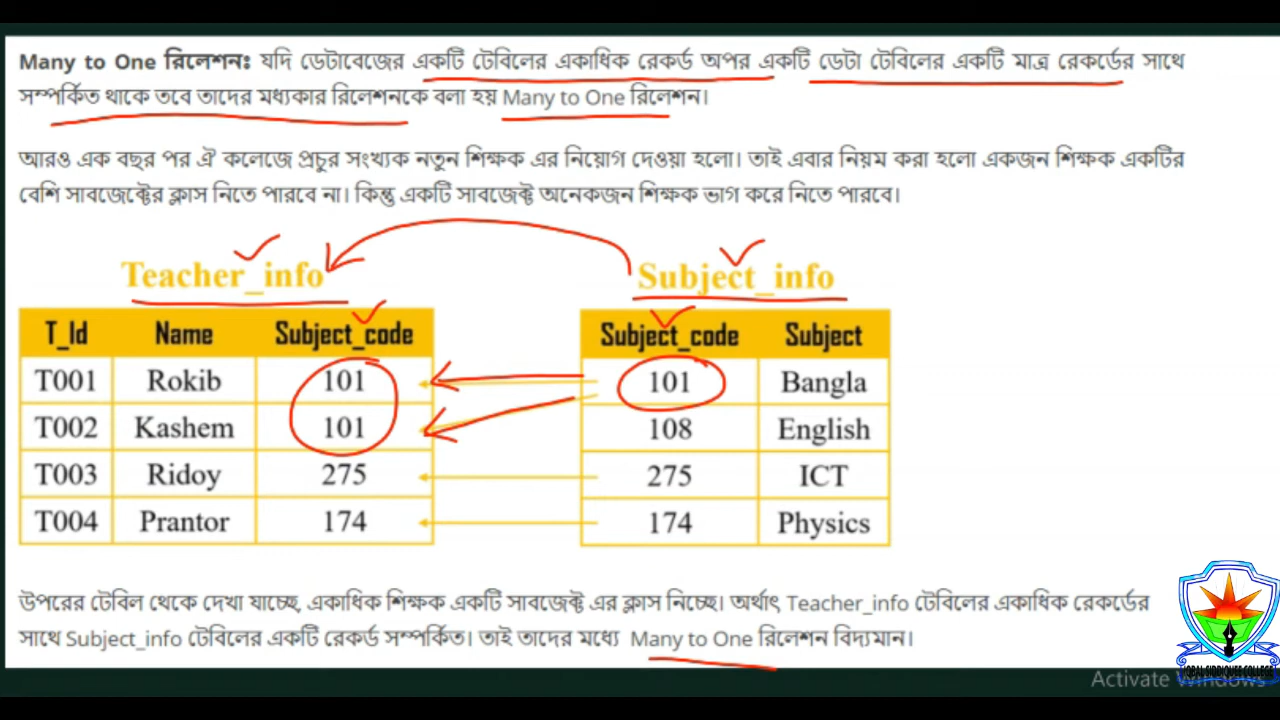 Many to One রিলেশনঃ যদি ডেটাবেজের একটি টেবিলের একাধিক রেকর্ড অপর একটি ডেটা টেবিলের একটি মাত্র রেকর্ডের সাথে
সম্পর্কিত থাকে তবে তাদের মধ্যকার রিলেশনকে বলা হয় Many to One রিলেশন।
আরও এক বছর পর ঐ কলেজে প্রচুর সংখ্যক নতুন শিক্ষক এর নিয়োগ দেওয়া হলো। তাই এবার নিয়ম করা হলো একজন শিক্ষক একটির
বেশি সাবজেক্টের ক্লাস নিতে পারবে না। কিন্তু একটি সাবজেক্ট অনেকজন শিক্ষক ভাগ করে নিতে পারবে।
Teacher_info Subject_info
T_Id Name Subject_code Subject_code Subject
T001 Rokib 101 101 Bangla
T002 Kashem 101 108 English
T003 Ridoy 275 275 ICT
T004 Prantor 174 174 Physics
উপরের টেবিল থেকে দেখা যাচ্ছে, একাধিক শিক্ষক একটি সাবজেক্ট এর ক্লাস নিচ্ছে। অর্থাৎ Teacher_info টেবিলের একাধিক রেকর্ডের
সাথে Subject_info টেবিলের একটি রেকর্ড সম্পর্কিত। তাই তাদের মধ্যে Many to One রিলেশন বিদ্যমান।
IQBAL SIDDIQUEE COLLEGE
Activate Windows